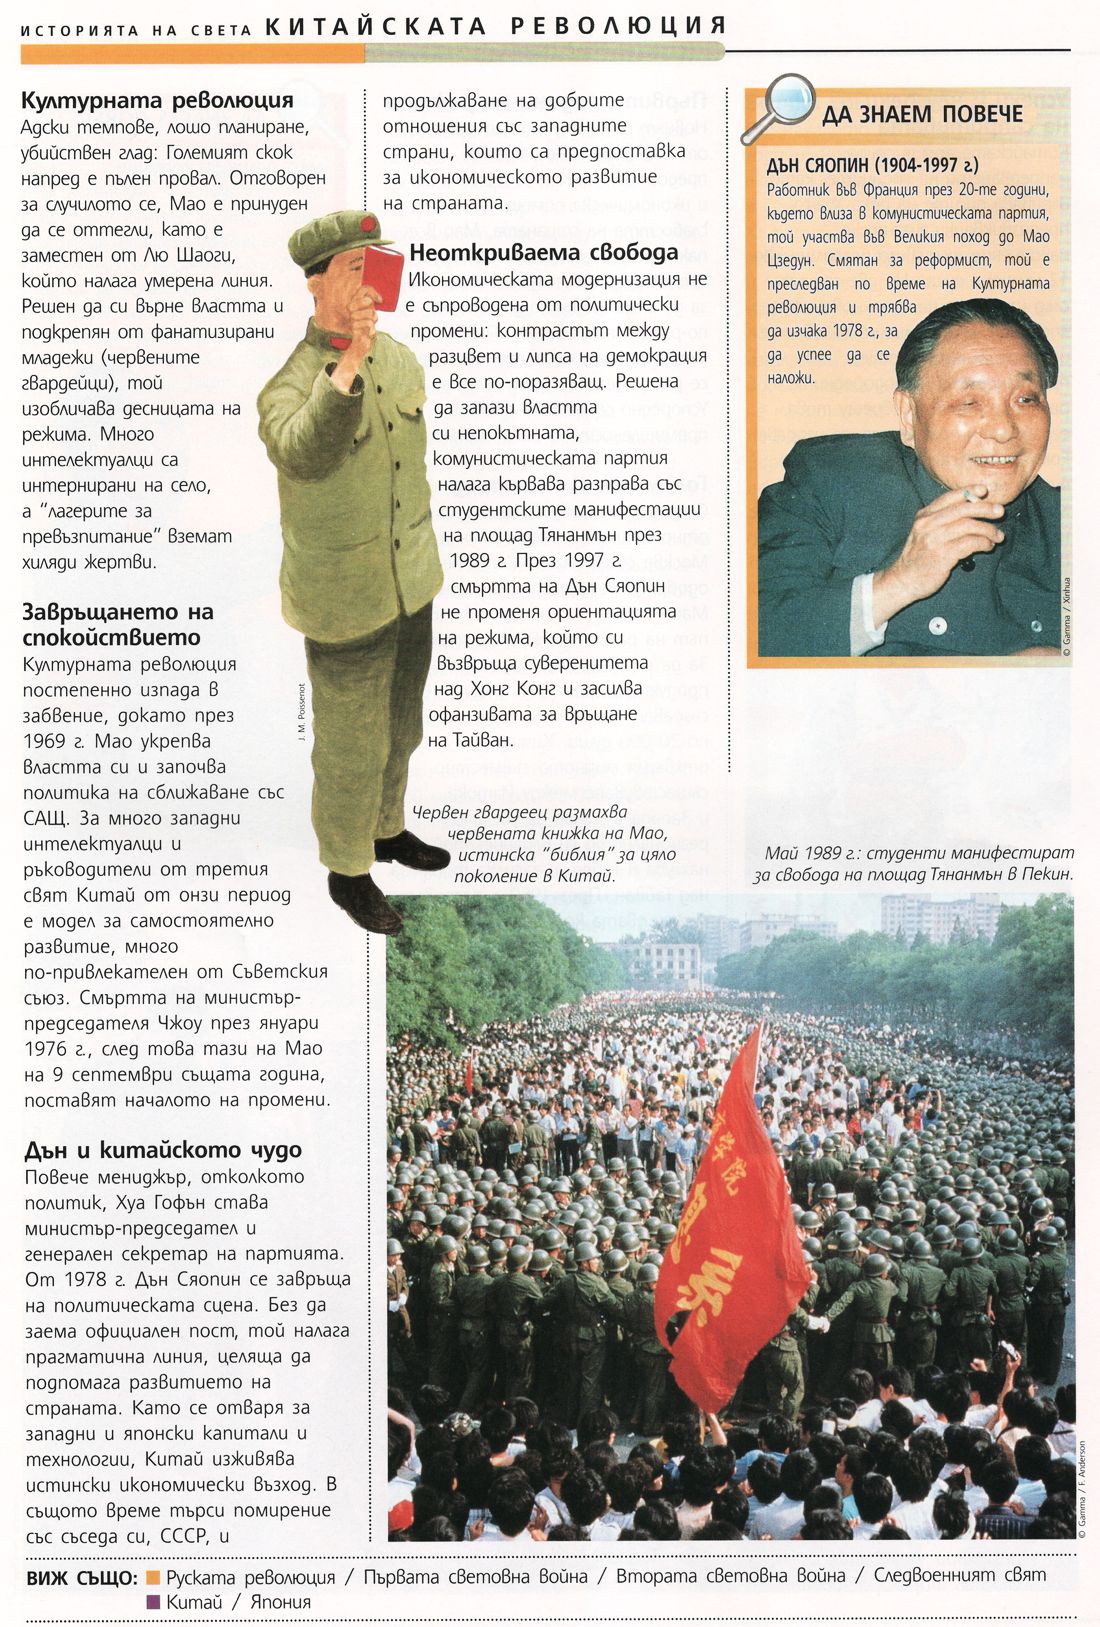 ИСТОРИЯТА НА СВЕТА КИТАЙСКАТА РЕВОЛЮЦИЯ
Културната революция
Адски темпове, лошо планиране,
убийствен глад: Големият скок
напред е пълен провал. Отговорен
за случилото се, Мао е принуден
да се оттегли, като е
заместен от Лю Шаоги,
който налага умерена линия.
Решен да си върне властта и
подкрепян от фанатизирани
младежи (червените
гвардейци), той
изобличава десницата на
режима. Много
интелектуалци са
интернирани на село,
а "лагерите за
превъзпитание" вземат
хиляди жертви.
Завръщането на
спокойствието
Културната революция
постепенно изпада в
забвение, докато през
1969 г. Мао укрепва
властта си и започва
политика на сближаване със
САЩ. За много западни
интелектуалци и
ръководители от третия
свят Китай от онзи период
е модел за самостоятелно
развитие, много
по-привлекателен от Съветския
съюз. Смъртта на министър-
председателя Чжоу през януари
1976 г., след това тази на Мао
на 9 септември същата година,
поставят началото на промени.
Дън и китайското чудо
Повече мениджър, отколкото
политик, Хуа Гофън става
министър-председател и
генерален секретар на партията.
От 1978 г. Дън Сяопин се завръща
на политическата сцена. Без да
заема официален пост, той налага
прагматична линия, целяща да
подпомага развитието на
страната. Като се отваря за
западни и японски капитали и
технологии, Китай изживява
истински икономически възход. В
същото време търси помирение
със съседа си, СССР, и
продължаване на добрите
отношения със западните
страни, които са предпоставка
за икономическото развитие
на страната.
Неоткриваема свобода
Икономическата модернизация не
е съпроводена от политически
промени: контрастът между
разцвет и липса на демокрация
е все по-поразяващ. Решена
да запази властта
си непокътната,
комунистическата партия
налага кървава разправа със
студентските манифестации
на площад Тянанмън през
1989 г. През 1997 г.
смъртта на Дън Сяопин
не променя ориентацията
на режима, който си
възвръща суверенитета
над Хонг Конг и засилва
офанзивата за връщане
на Тайван.
J. M. Poissenot
Червен гвардеец размахва
червената книжка на Мао,
истинска "библия" за цяло
поколение в Китай.
ДА ЗНАЕМ ПОВЕЧЕ
ДЪН СЯОПИН (1904-1997 г.)
Работник във Франция през 20-те години,
където влиза в комунистическата партия,
той участва във Великия поход до Мао
Цзедун. Смятан за реформист, той е
преследван по време на Културната
революция и трябва
да изчака 1978 г., за
да успее да се
наложи.
© Gamma / Xinhua
Май 1989 г.: студенти манифестират
за свобода на площад Тянанмън в Пекин.
学院
© Gamma / F. Anderson
ВИЖ СЪЩО: Руската революция / Първата световна война / Втората световна война / Следвоенният свят
Китай / Япония